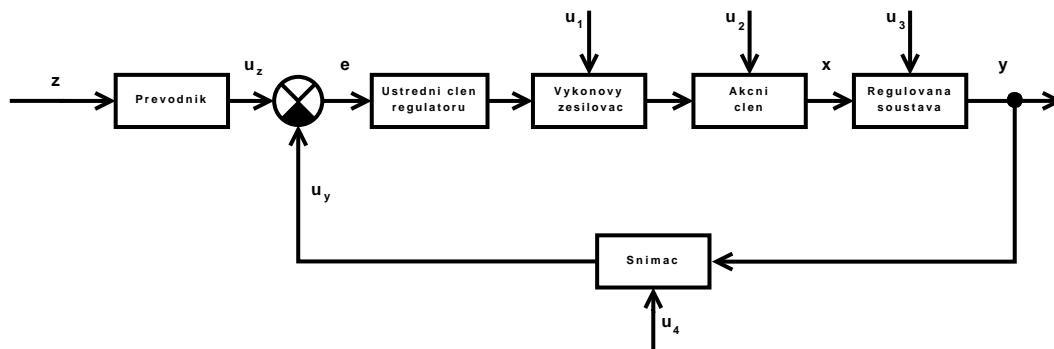 u1
u2
u3
z
Prevodnik
uz
e
Ustredni clen
regulatoru
Vykonovy
zesilovac
Akcni
clen
x
Regulovana
soustava
y
uy
Snimac
u4